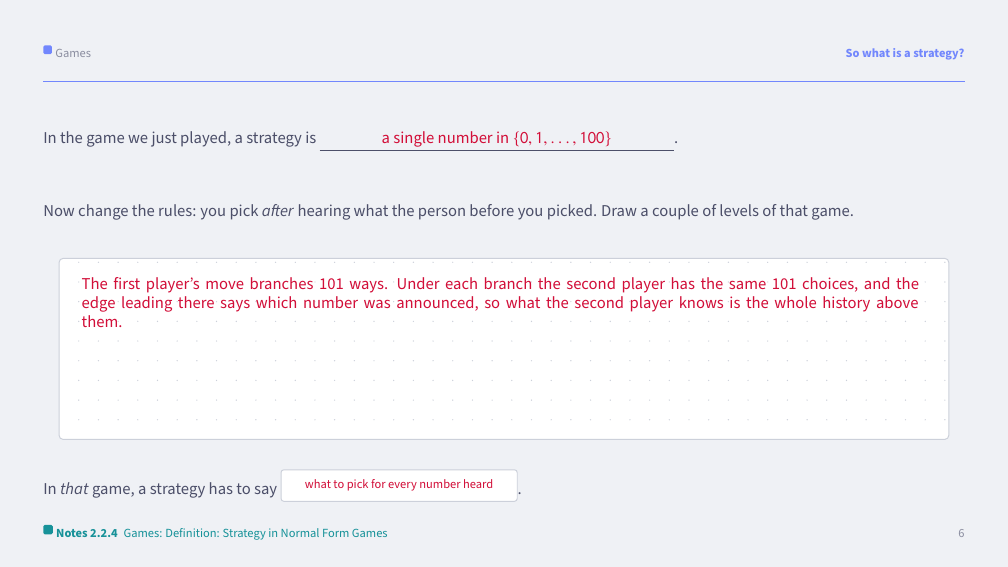 Games
So what is a strategy?
In the game we just played, a strategy is a single number in {0, 1, . . . , 100}.
Now change the rules: you pick after hearing what the person before you picked. Draw a couple of levels of that game.
The first player’s move branches 101 ways. Under each branch the second player has the same 101 choices, and the
edge leading there says which number was announced, so what the second player knows is the whole history above
them.
In that game, a strategy has to say what to pick for every number heard.
Notes 2.2.4 Games: Definition: Strategy in Normal Form Games
6